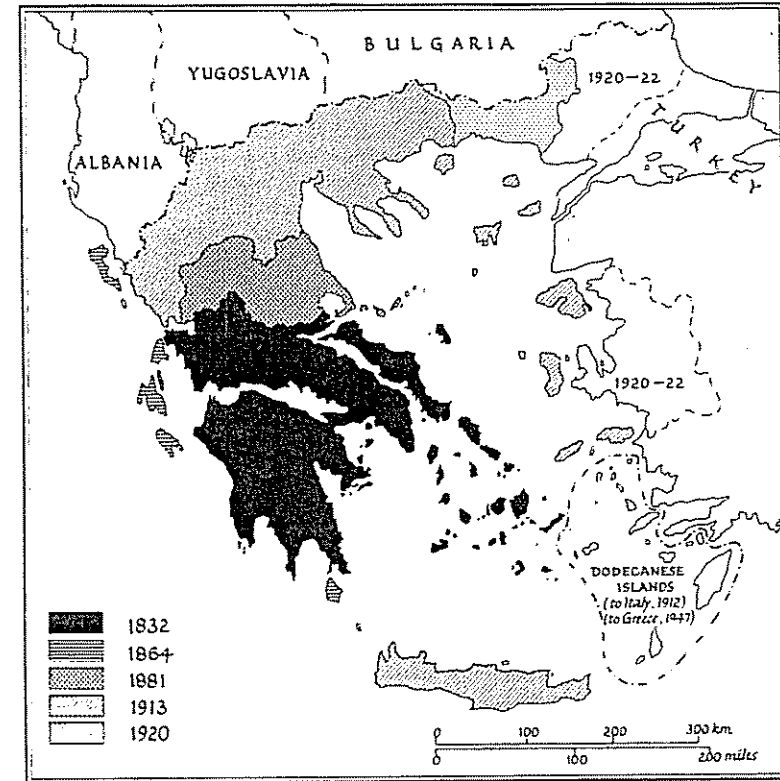 BULGARIA
YUGOSLAVIA
1920–22
TURKEY
ALBANIA
1920–22
DODECANESE
ISLANDS
(to Italy, 1912)
(to Greece, 1947)
1832
1864
1881
1913
1920
0 100 200 300 km
0 100 200 miles